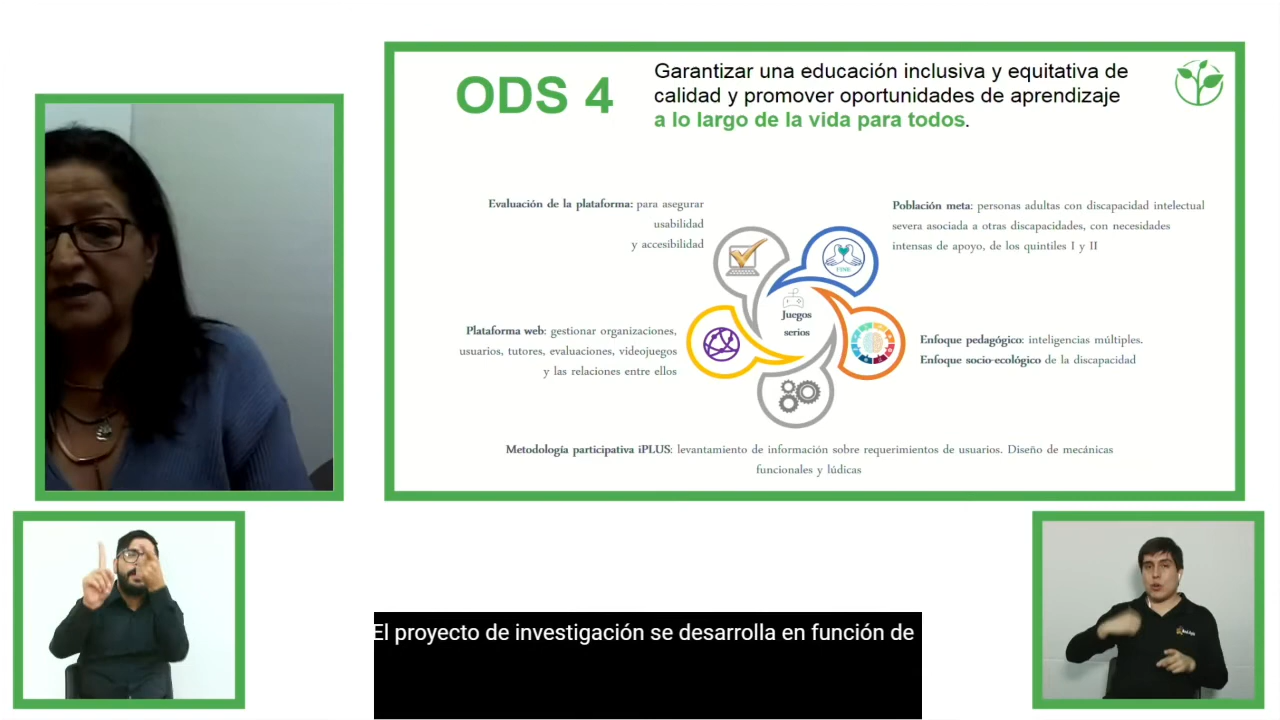 ODS 4
Garantizar una educación inclusiva y equitativa de
calidad y promover oportunidades de aprendizaje
a lo largo de la vida para todos.
Evaluación de la plataforma: para asegurar
usabilidad
y accesibilidad
Población meta: personas adultas con discapacidad intelectual
severa asociada a otras discapacidades, con necesidades
intensas de apoyo, de los quintiles I y II
Juegos
serios
Plataforma web: gestionar organizaciones,
usuarios, tutores, evaluaciones, videojuegos
y las relaciones entre ellos
Enfoque pedagógico: inteligencias múltiples.
Enfoque socio-ecológico de la discapacidad
Metodología participativa iPLUS: levantamiento de información sobre requerimientos de usuarios. Diseño de mecánicas
funcionales y lúdicas
El proyecto de investigación se desarrolla en función de